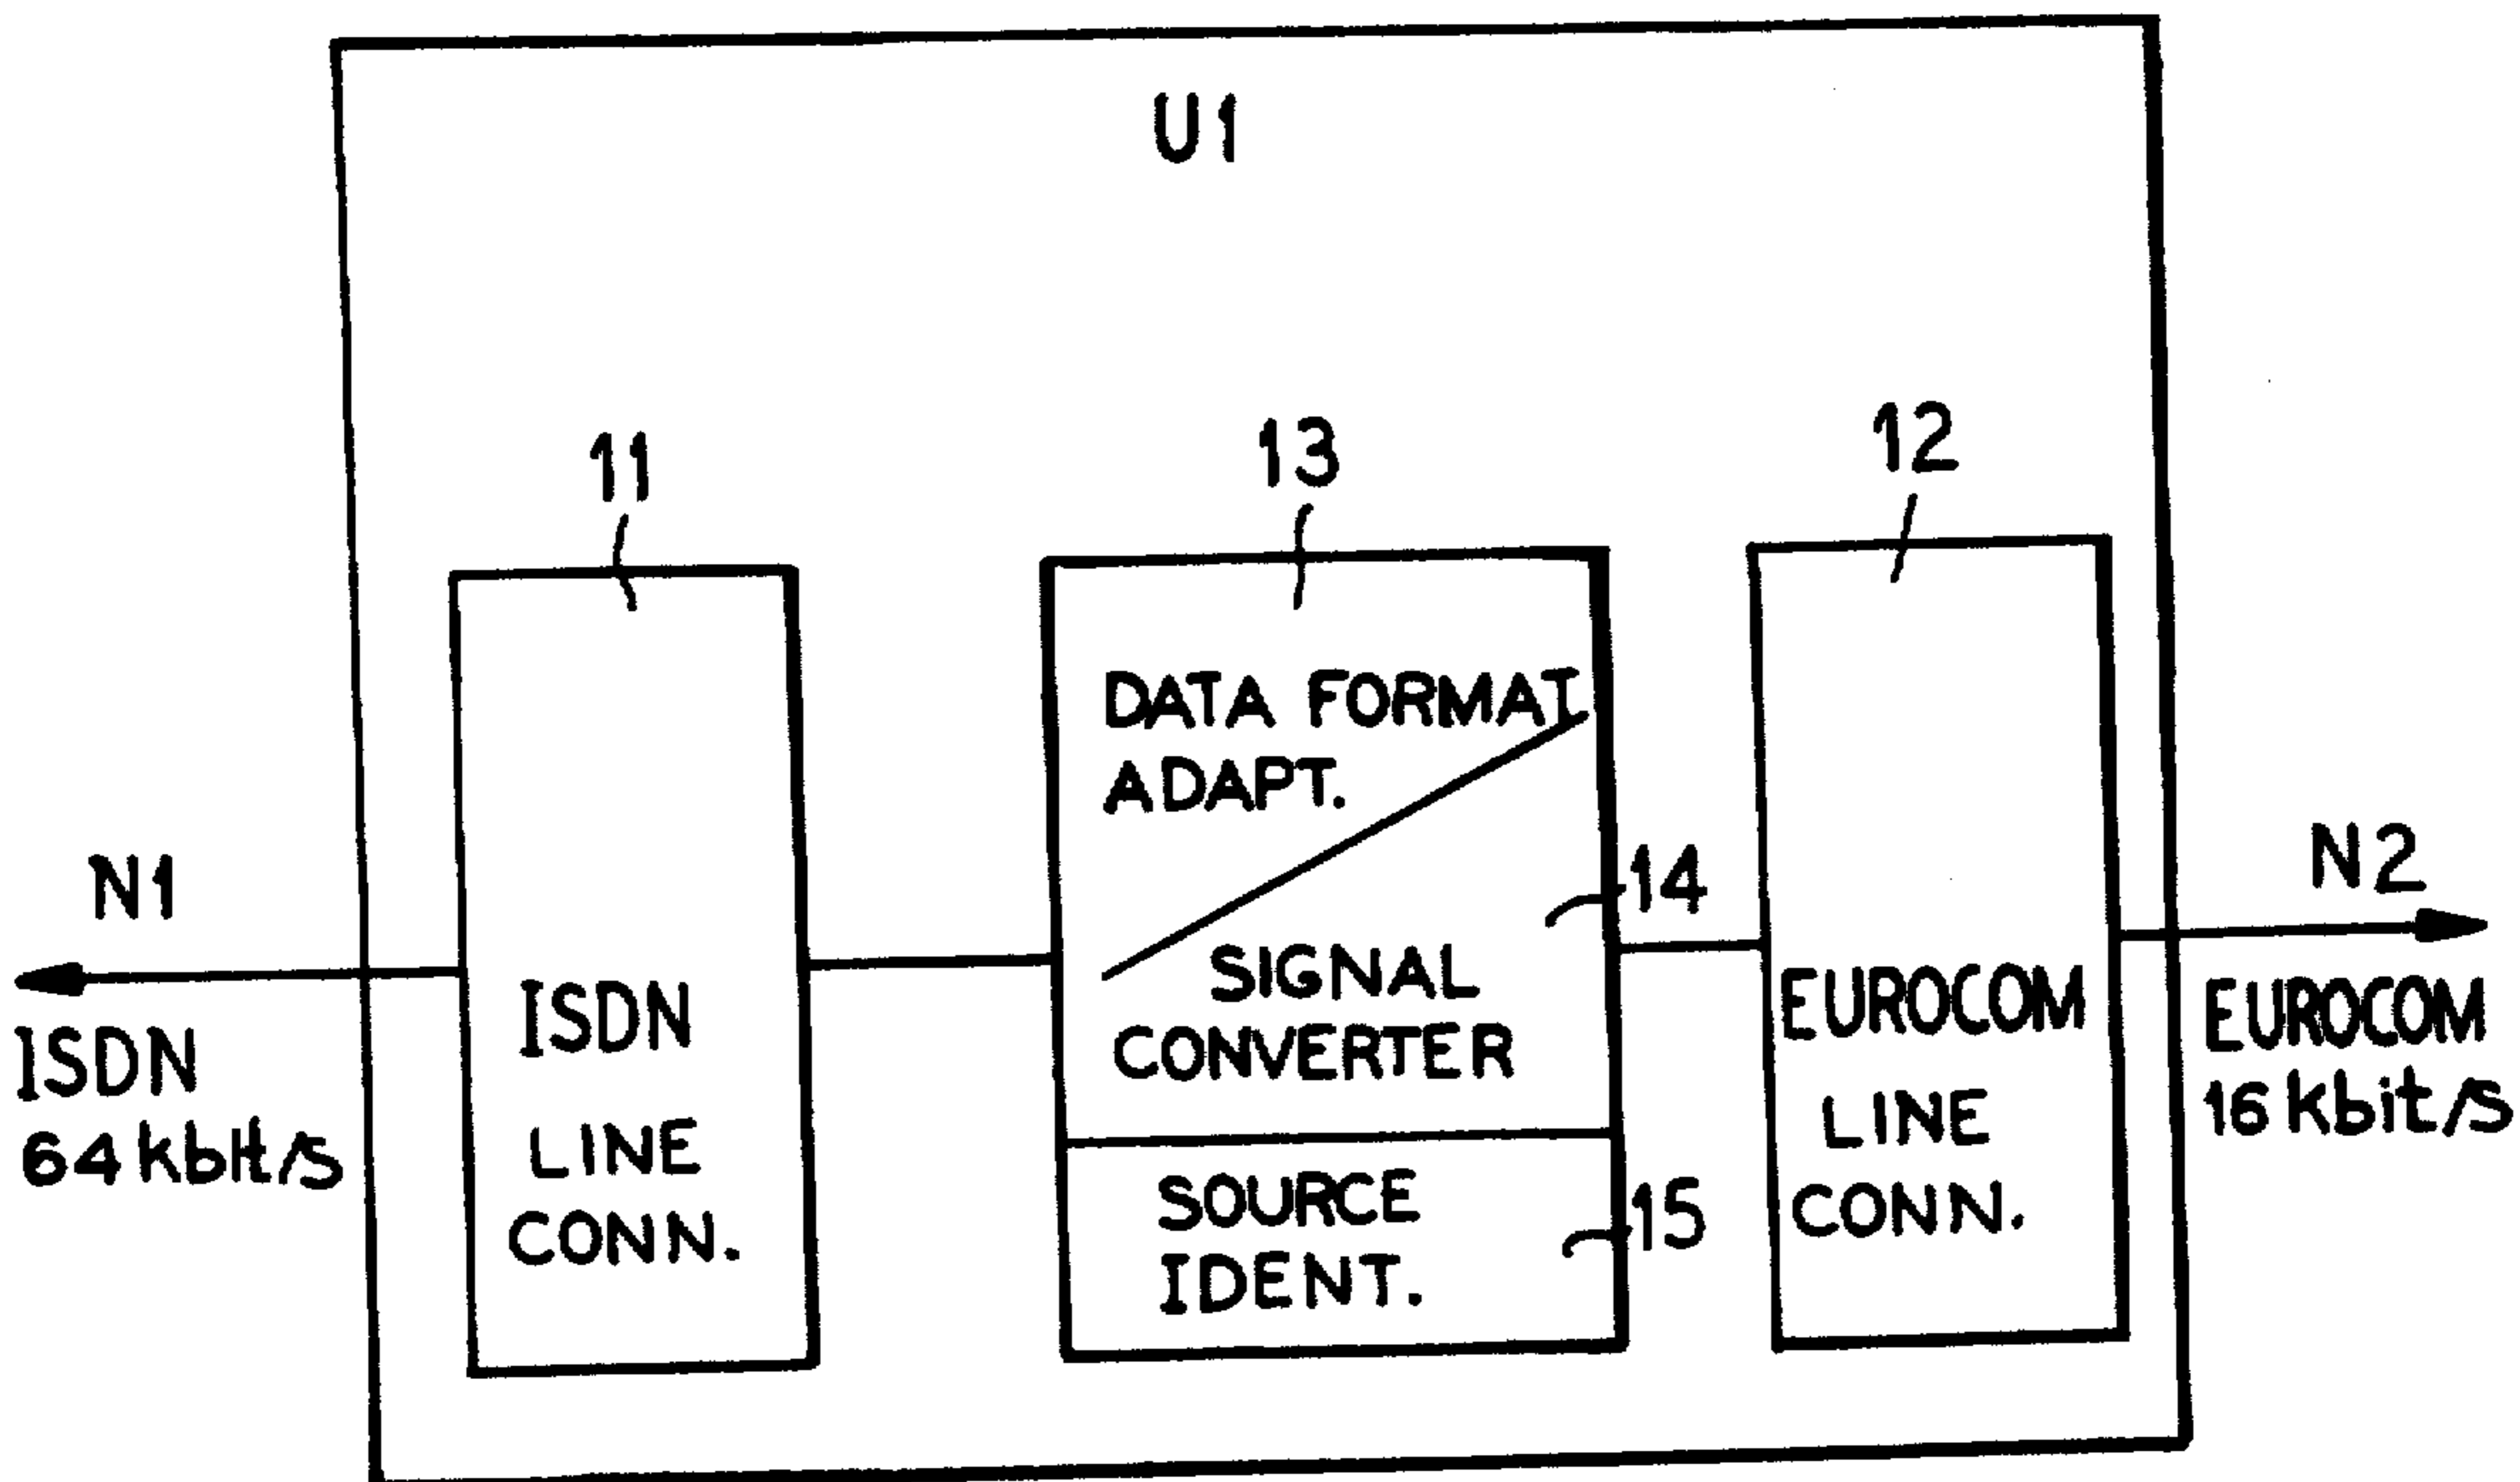 U1
11
13
12
DATA FORMAT
ADAPT.
14
SIGNAL
CONVERTER
SOURCE
IDENT.
15
N1
ISDN
64 kbit/s
ISDN
LINE
CONN.
EUROCOM
LINE
CONN.
N2
EUROCOM
16 kbit/s